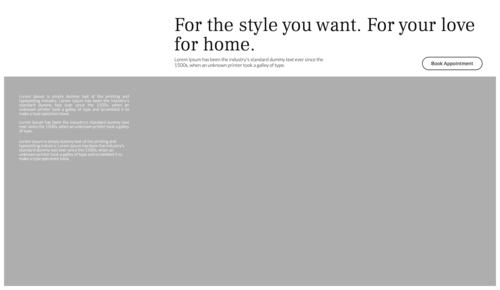 For the style you want. For your love
for home.
Lorem Ipsum has been the industry's standard dummy text ever since the
1500s, when an unknown printer took a galley of type.
Book Appointment
Lorem Ipsum is simply dummy text of the printing and
typesetting industry. Lorem Ipsum has been the industry's
standard dummy text ever since the 1500s, when an
unknown printer took a galley of type and scrambled it to
make a type specimen book.
Lorem Ipsum has been the industry's standard dummy text
ever since the 1500s, when an unknown printer took a galley
of type.
Lorem Ipsum is simply dummy text of the printing and
typesetting industry. Lorem Ipsum has been the industry's
standard dummy text ever since the 1500s, when an
unknown printer took a galley of type and scrambled it to
make a type specimen book.